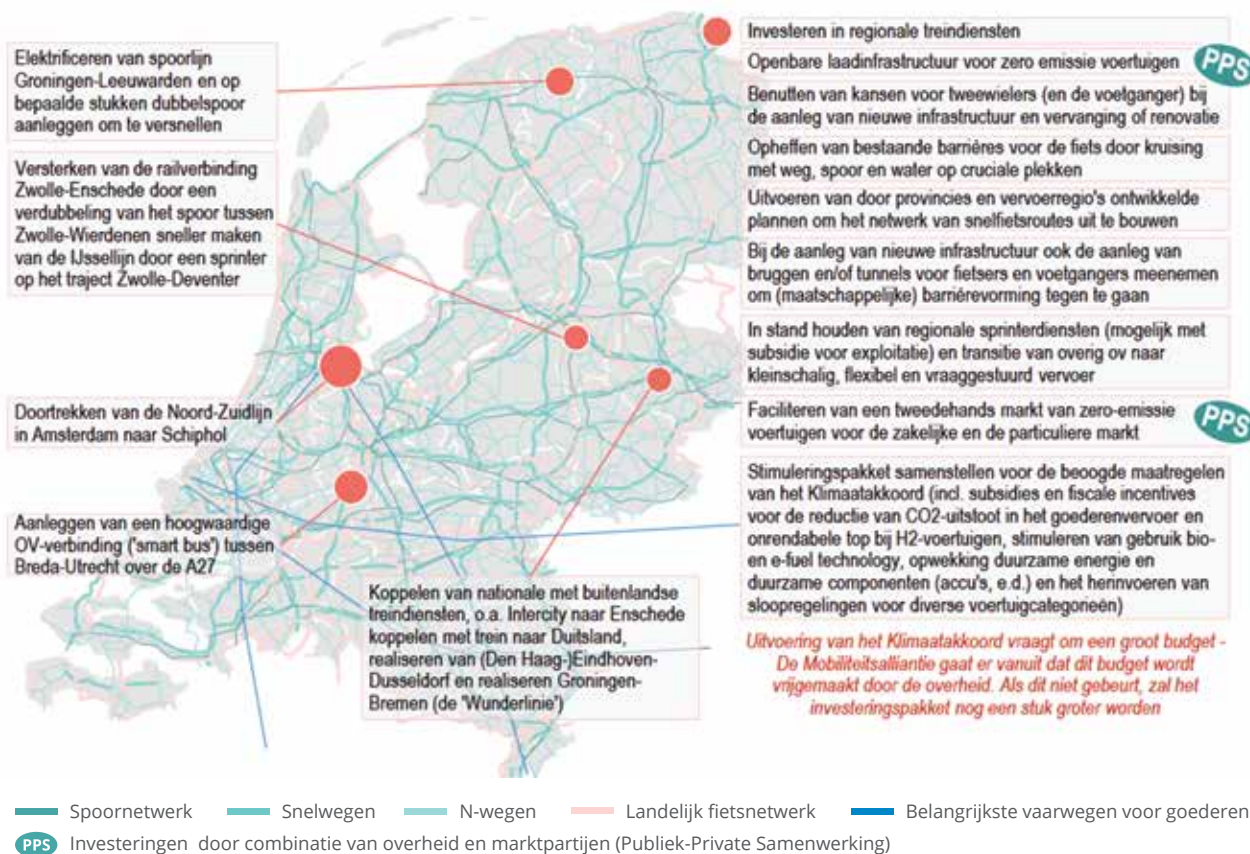 Elektrificeren van spoorlijn
Groningen-Leeuwarden en op
bepaalde stukken dubbelspoor
aanleggen om te versnellen
Versterken van de railverbinding
Zwolle-Enschede door een
verdubbeling van het spoor tussen
Zwolle-Wierdenen sneller maken
van de IJssellijn door een sprinter
op het traject Zwolle-Deventer
Doortrekken van de Noord-Zuidlijn
in Amsterdam naar Schiphol
Aanleggen van een hoogwaardige
OV-verbinding ('smart bus') tussen
Breda-Utrecht over de A27
Koppelen van nationale met buitenlandse
treindiensten, o.a. Intercity naar Enschede
koppelen met trein naar Duitsland,
realiseren van (Den Haag-)Eindhoven-
Dusseldorf en realiseren Groningen-
Bremen (de 'Wunderlinie')
Investeren in regionale treindiensten
Openbare laadinfrastructuur voor zero emissie voertuigen
PPS
Benutten van kansen voor tweewielers (en de voetganger) bij
de aanleg van nieuwe infrastructuur en vervanging of renovatie
Opheffen van bestaande barrières voor de fiets door kruising
met weg, spoor en water op cruciale plekken
Uitvoeren van door provincies en vervoerregio's ontwikkelde
plannen om het netwerk van snelfietsroutes uit te bouwen
Bij de aanleg van nieuwe infrastructuur ook de aanleg van
bruggen en/of tunnels voor fietsers en voetgangers meenemen
om (maatschappelijke) barrièrevorming tegen te gaan
In stand houden van regionale sprinterdiensten (mogelijk met
subsidie voor exploitatie) en transitie van overig ov naar
kleinschalig, flexibel en vraaggestuurd vervoer
Faciliteren van een tweedehands markt van zero-emissie
voertuigen voor de zakelijke en de particuliere markt
PPS
Stimuleringspakket samenstellen voor de beoogde maatregelen
van het Klimaatakkoord (incl. subsidies en fiscale incentives
voor de reductie van CO2-uitstoot in het goederenvervoer en
onrendabele top bij H2-voertuigen, stimuleren van gebruik bio-
en e-fuel technology, opwekking duurzame energie en
duurzame componenten (accu's, e.d.) en het herinvoeren van
sloopregelingen voor diverse voertuigcategorieën)
Uitvoering van het Klimaatakkoord vraagt om een groot budget -
De Mobiliteitsalliantie gaat er vanuit dat dit budget wordt
vrijgemaakt door de overheid. Als dit niet gebeurt, zal het
investeringspakket nog een stuk groter worden
Spoornetwerk Snelwegen N-wegen Landelijk fietsnetwerk Belangrijkste vaarwegen voor goederen
PPS Investeringen door combinatie van overheid en marktpartijen (Publiek-Private Samenwerking)